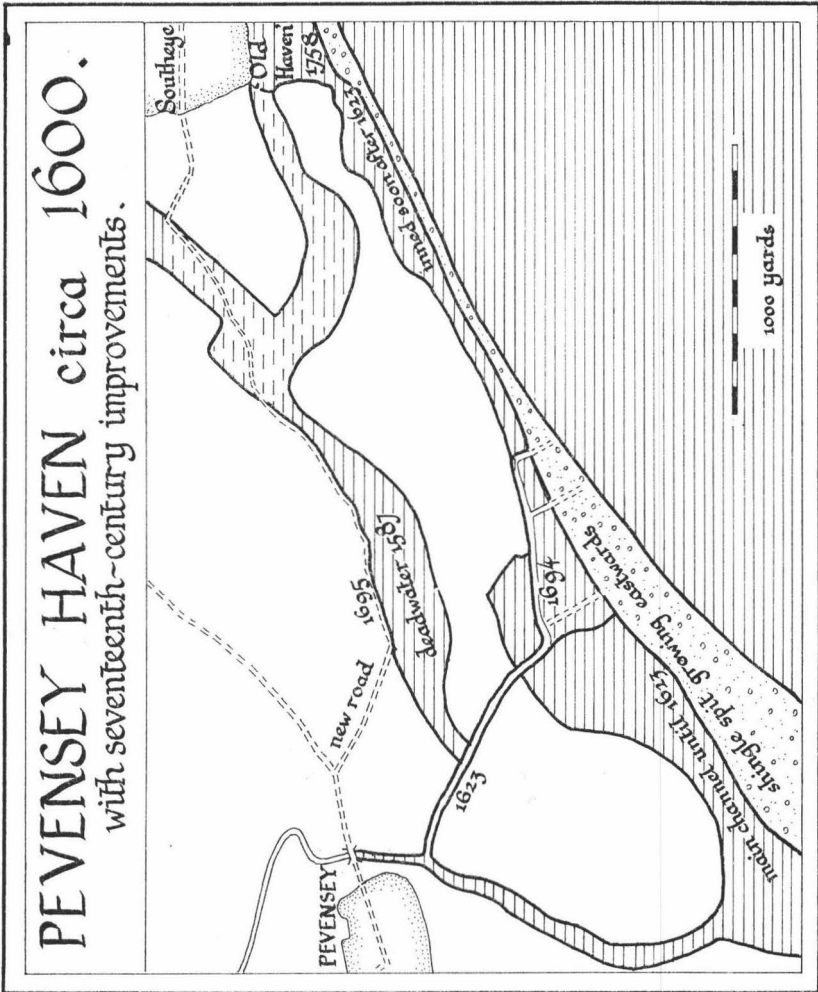 PEVENSEY HAVEN circa 1600.
with seventeenth-century improvements.
Southeye
'Old
Haven'
1758
inned soon after 1623
new road
1695
deadwater 1587
PEVENSEY
1623
1694
main channel until 1623
shingle spit growing eastwards
1000 yards